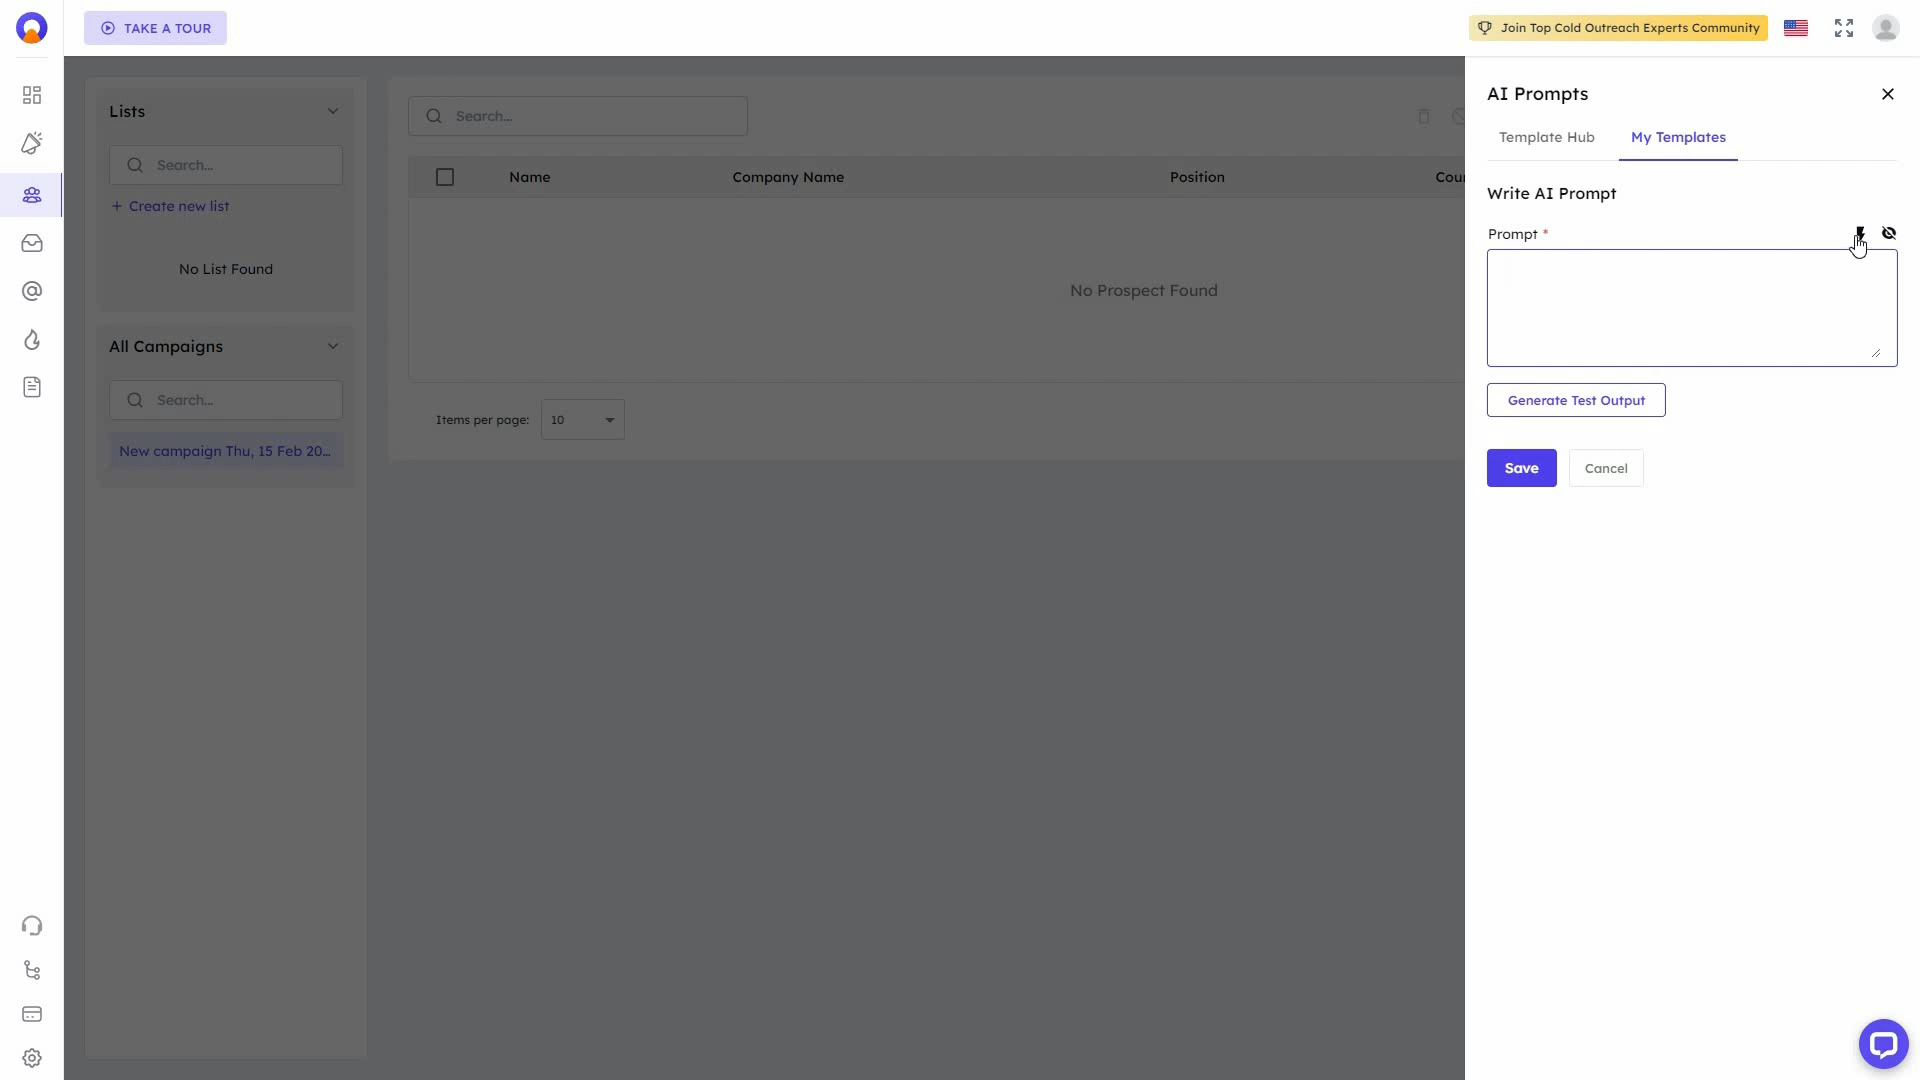 TAKE A TOUR
Join Top Cold Outreach Experts Community
Lists
Search...
+ Create new list
No List Found
All Campaigns
Search...
New campaign Thu, 15 Feb 20...
Search...
Name Company Name Position Cour
No Prospect Found
Items per page: 10
AI Prompts
Template Hub My Templates
Write AI Prompt
Prompt *
Generate Test Output
Save Cancel